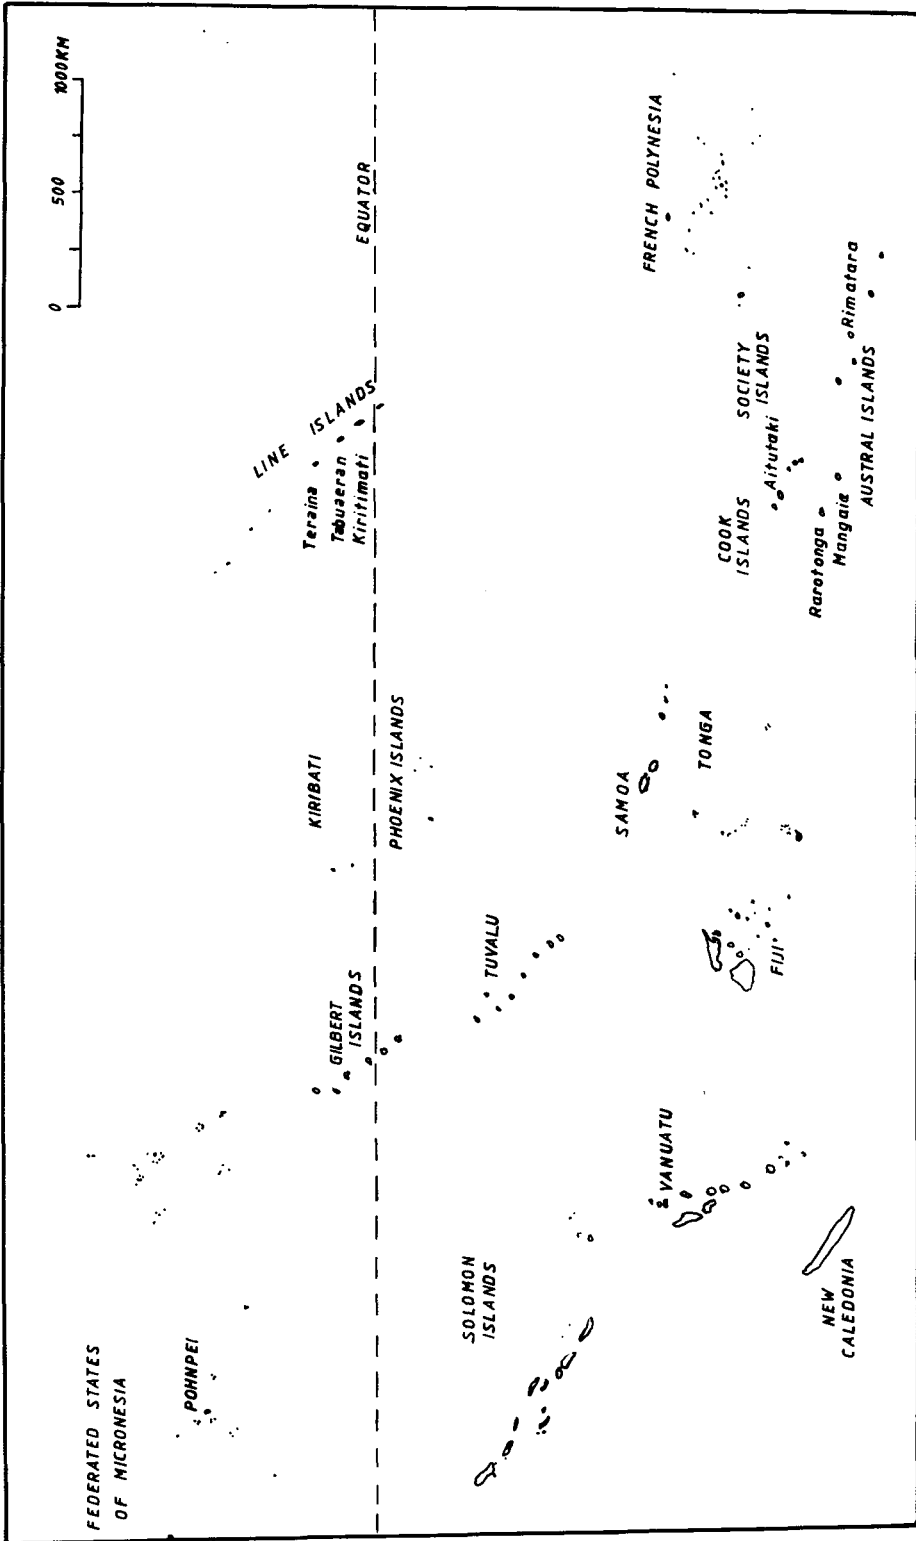 FEDERATED STATES
OF MICRONESIA
POHNPEI
0 500 1000KM
LINE ISLANDS
Teraina
Tabuaeran
Kiritimati
KIRIBATI
GILBERT
ISLANDS
EQUATOR
PHOENIX ISLANDS
SOLOMON
ISLANDS
TUVALU
SAMOA
FRENCH POLYNESIA
VANUATU
TONGA
FIJI
COOK
ISLANDS
SOCIETY
ISLANDS
Aitutaki
Rarotonga
Mangaia
Rimatara
AUSTRAL ISLANDS
NEW
CALEDONIA